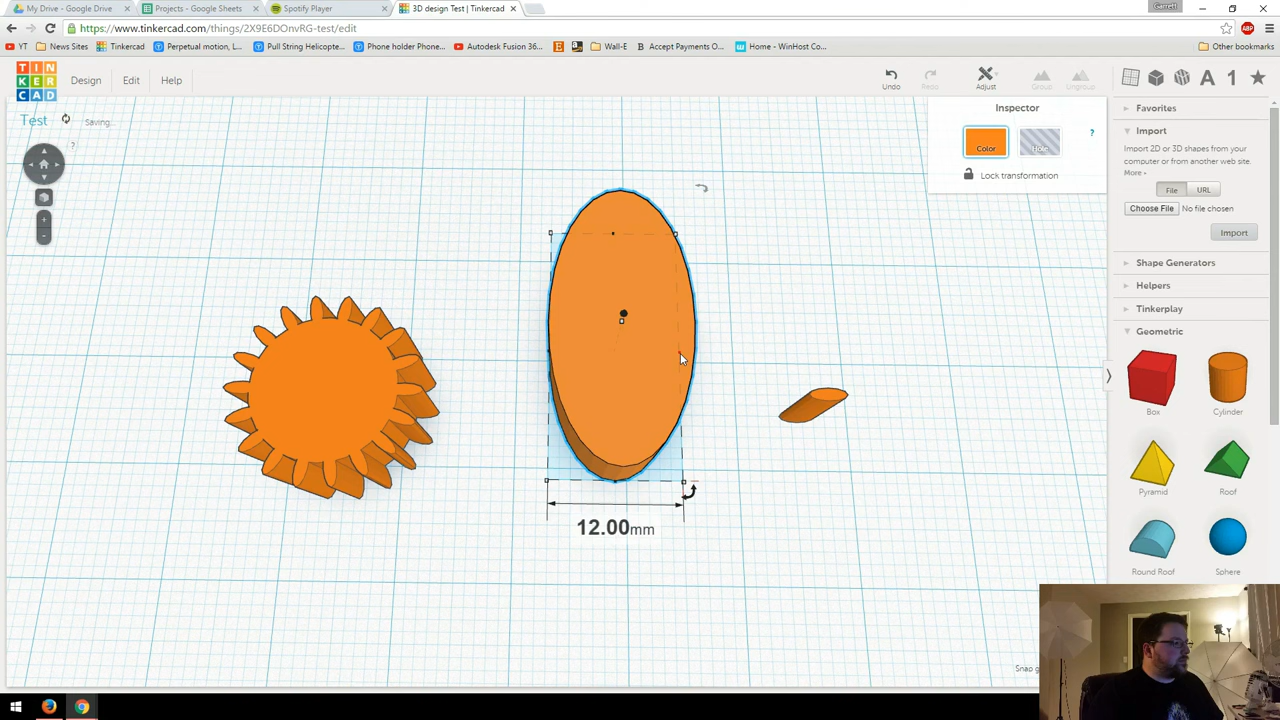 My Drive - Google Drive
Projects - Google Sheets
Spotify Player
3D design Test | Tinkercad
Garrett
https://www.tinkercad.com/things/2X9E6DOnvRG-test/edit
ABP
YT
News Sites
Tinkercad
Perpetual motion, L...
Pull String Helicopte...
Phone holder Phone...
Autodesk Fusion 36...
Wall-E
Accept Payments O...
Home - WinHost Co...
Other bookmarks
TIN
KER
CAD
Design
Edit
Help
Undo
Redo
Adjust
Group
Ungroup
Test
Saving...
?
Inspector
Color
Hole
?
Lock transformation
Favorites
Import
Import 2D or 3D shapes from your
computer or from another web site.
More
File
URL
Choose File
No file chosen
Import
Shape Generators
Helpers
Tinkerplay
Geometric
Box
Cylinder
Pyramid
Roof
Round Roof
Sphere
12.00mm